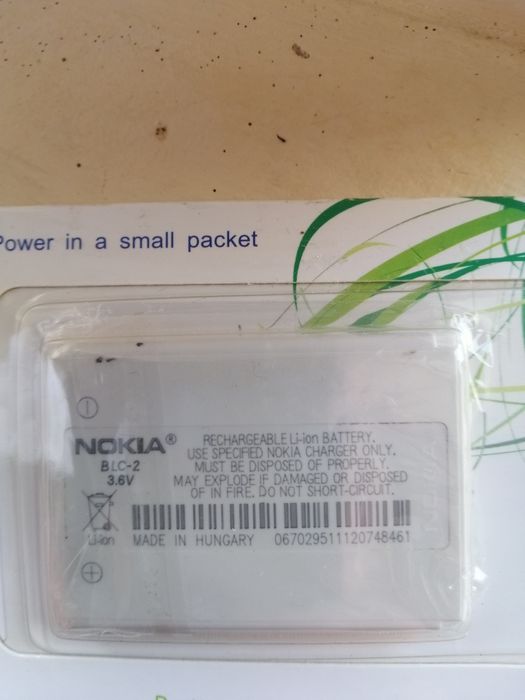 Power in a small packet
NOKIA®
BLC-2
3.6V
RECHARGEABLE Li-ion BATTERY.
USE SPECIFIED NOKIA CHARGER ONLY.
MUST BE DISPOSED OF PROPERLY.
MAY EXPLODE IF DAMAGED OR DISPOSED
OF IN FIRE. DO NOT SHORT-CIRCUIT.
Li-ion MADE IN HUNGARY 0670295111120748461